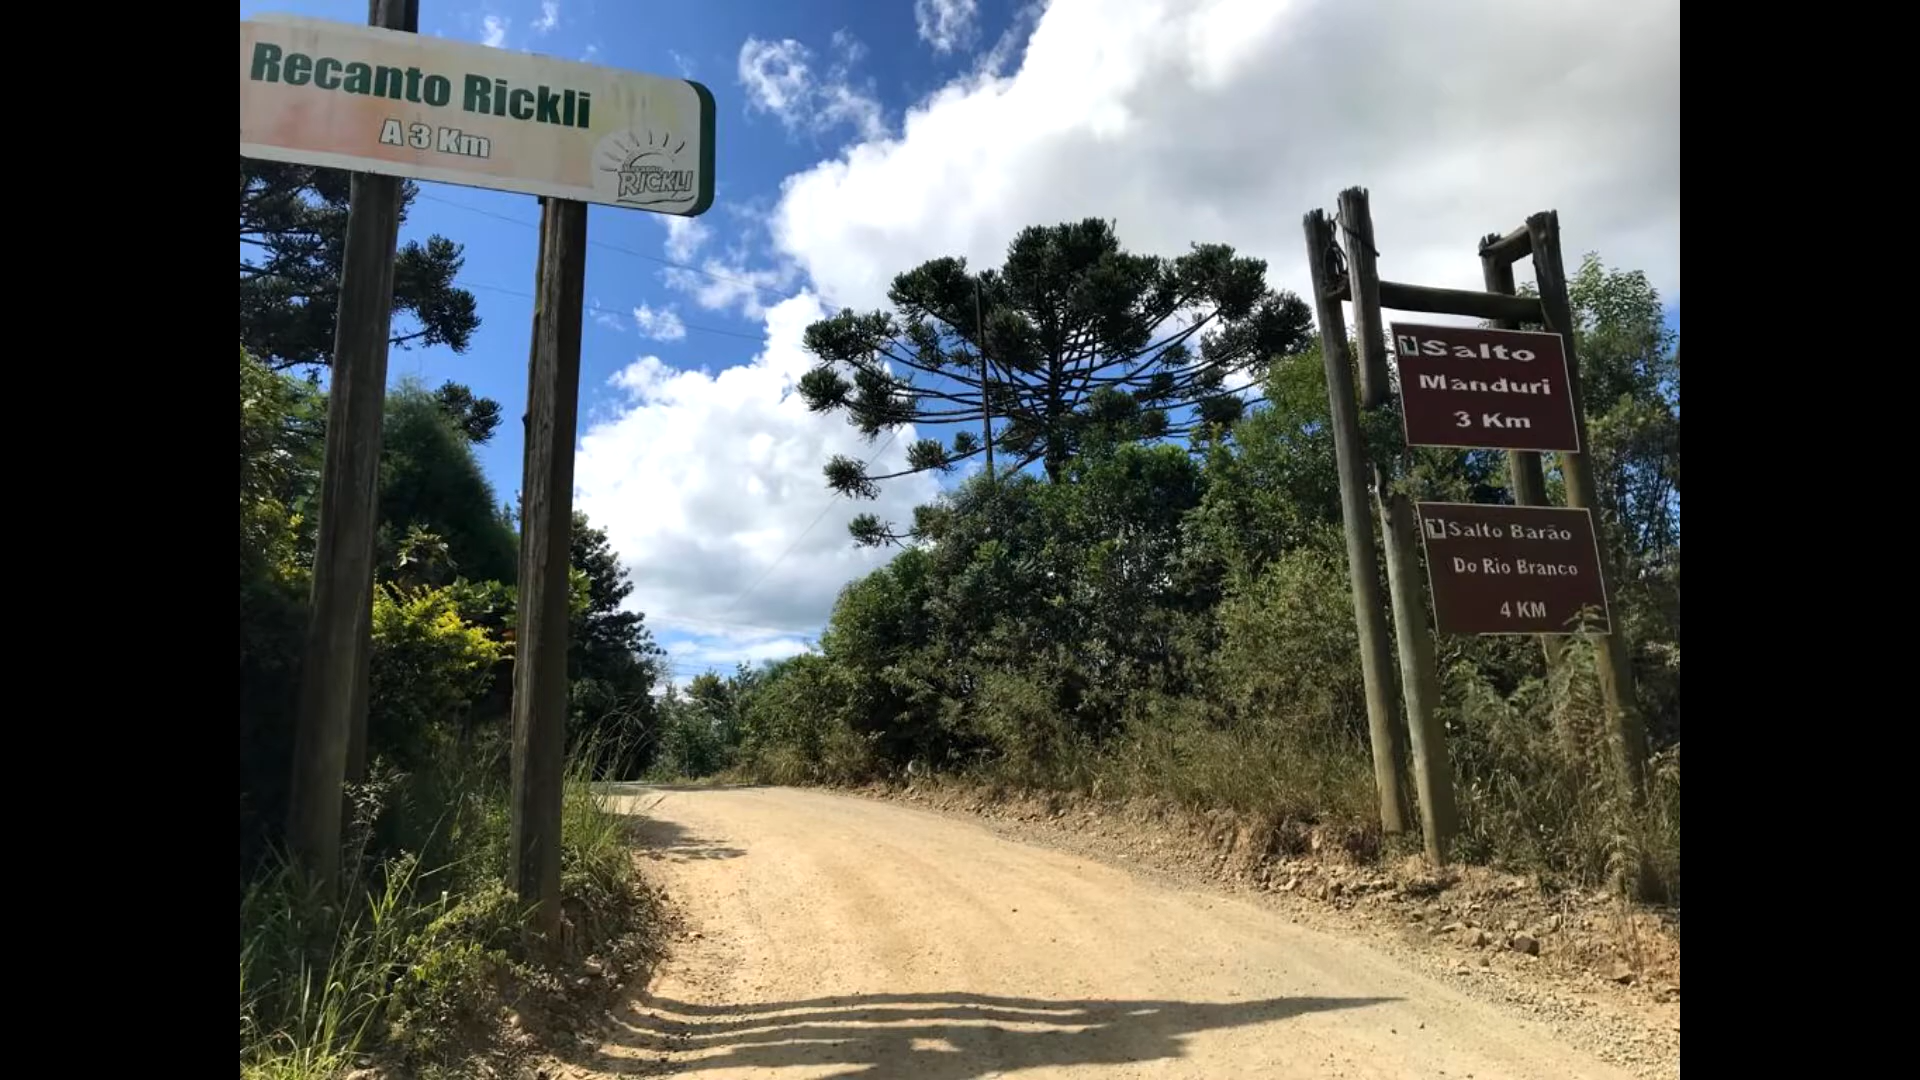 Recanto Rickli
A 3 Km
RICKLI
Salto
Manduri
3 Km
Salto Barão
Do Rio Branco
4 KM